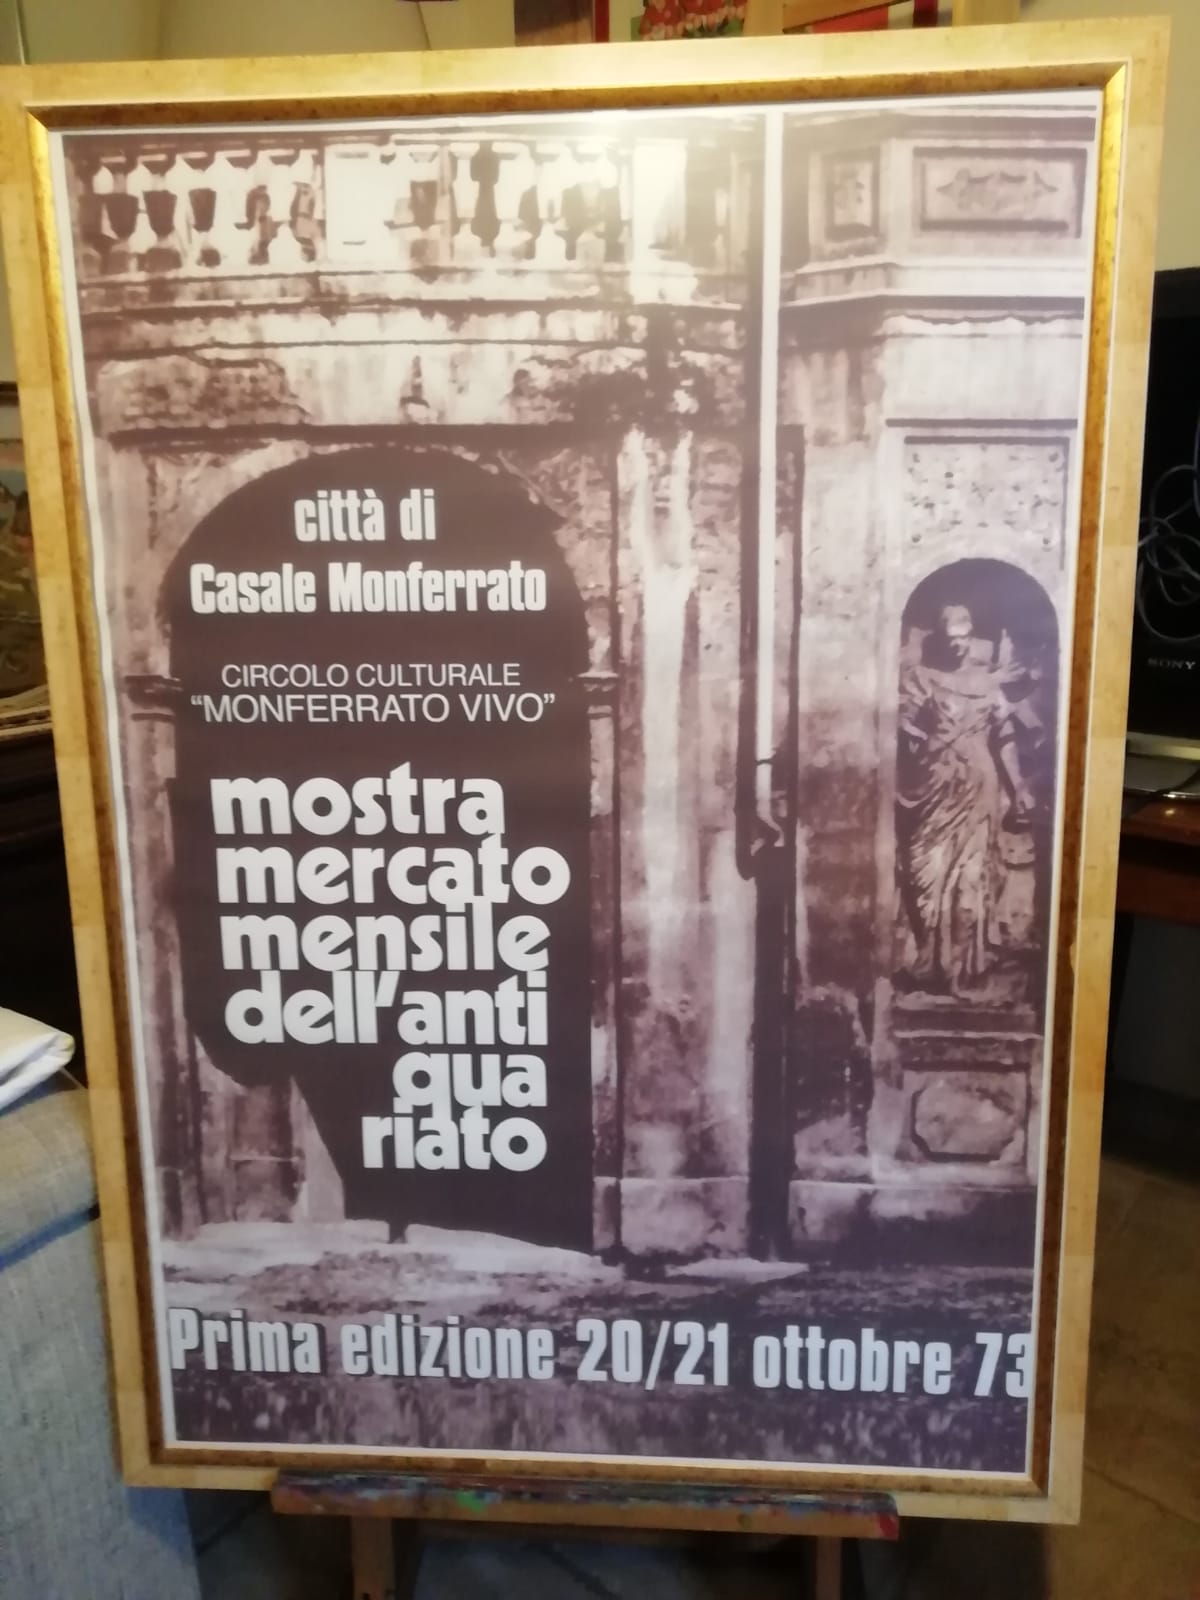 città di
Casale Monferrato
CIRCOLO CULTURALE
“MONFERRATO VIVO”
mostra
mercato
mensile
dell'anti
qua
riato
Prima edizione 20/21 ottobre 73
SONY